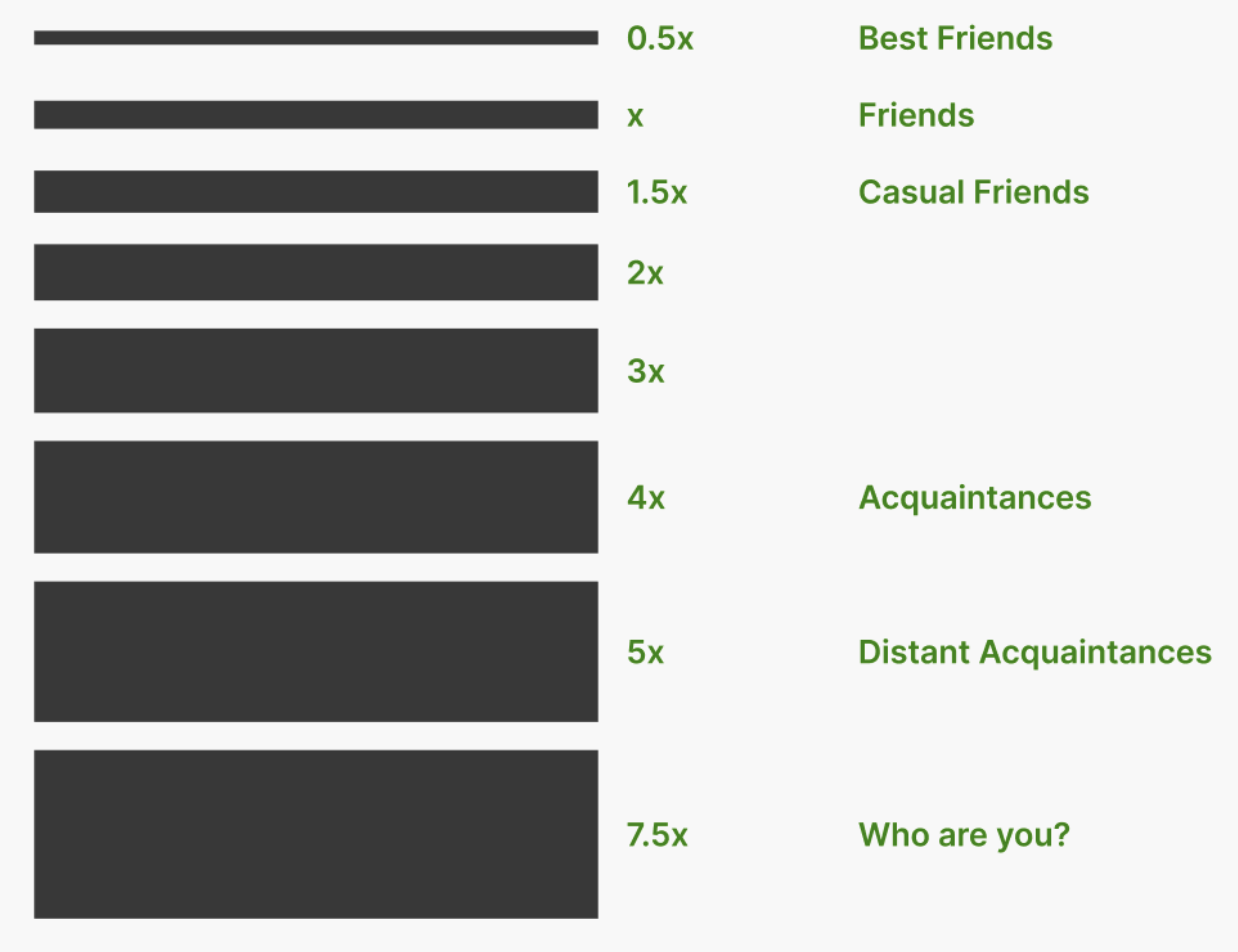 0.5x Best Friends
x Friends
1.5x Casual Friends
2x
3x
4x Acquaintances
5x Distant Acquaintances
7.5x Who are you?